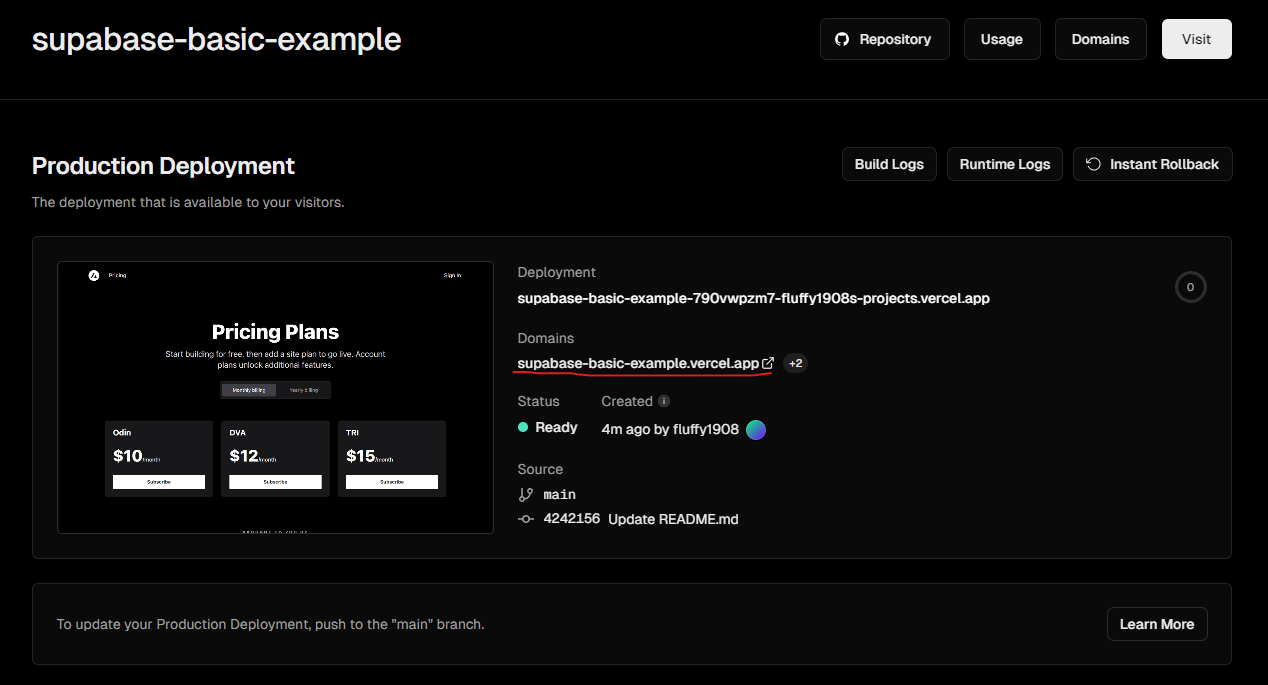 supabase-basic-example
Repository
Usage
Domains
Visit
Production Deployment
The deployment that is available to your visitors.
Build Logs
Runtime Logs
Instant Rollback
Pricing
Sign In
Pricing Plans
Start building for free, then add a site plan to go live. Account
plans unlock additional features.
Monthly billing
Yearly billing
Odin
$10/month
Subscribe
DVA
$12/month
Subscribe
TRI
$15/month
Subscribe
Deployment
supabase-basic-example-790vwpzm7-fluffy1908s-projects.vercel.app
0
Domains
supabase-basic-example.vercel.app
+2
Status
Created
Ready
4m ago by fluffy1908
Source
main
4242156 Update README.md
To update your Production Deployment, push to the "main" branch.
Learn More